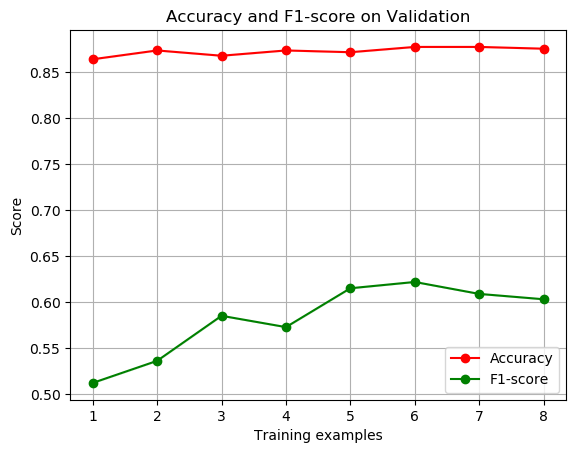 Accuracy and F1-score on Validation
Score
0.85
0.80
0.75
0.70
0.65
0.60
0.55
0.50
Accuracy
F1-score
1 2 3 4 5 6 7 8
Training examples